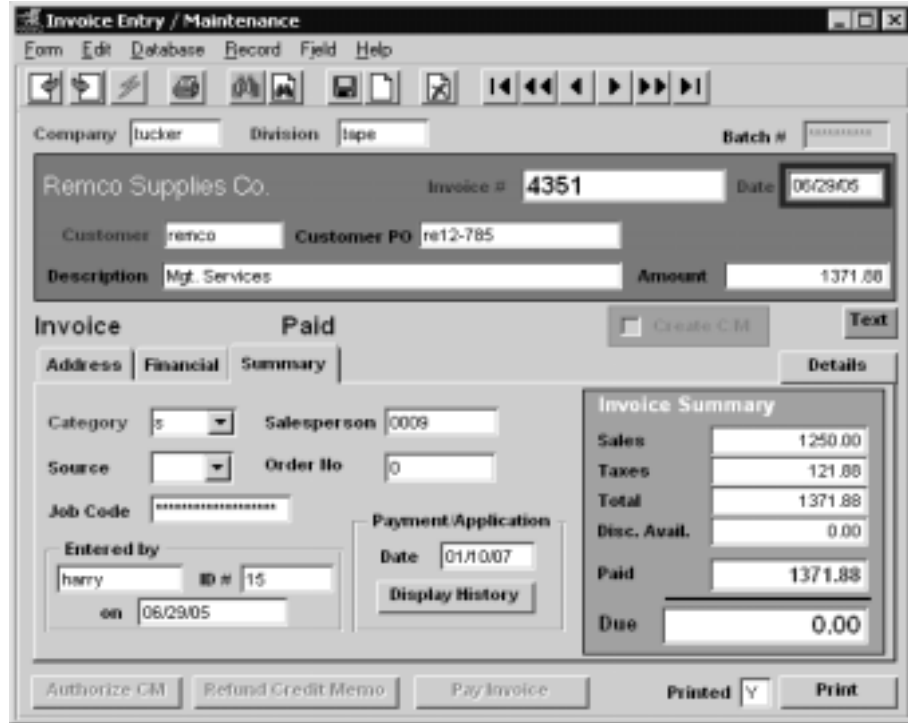 Invoice Entry / Maintenance
Form Edit Database Record Field Help
Company tucker Division tape Batch # **********
Remco Supplies Co. Invoice # 4351 Date 06/29/05
Customer remco Customer PO re12-785
Description Mgt. Services Amount 1371.88
Invoice Paid Create CM Text
Address Financial Summary Details
Category s Salesperson 0009
Source Order No 0
Job Code ********************
Entered by
harry ID # 15
on 06/29/05
Payment/Application
Date 01/10/07
Display History
Invoice Summary
Sales 1250.00
Taxes 121.88
Total 1371.88
Disc. Avail. 0.00
Paid 1371.88
Due 0.00
Authorize CM Refund Credit Memo Pay Invoice Printed Y Print